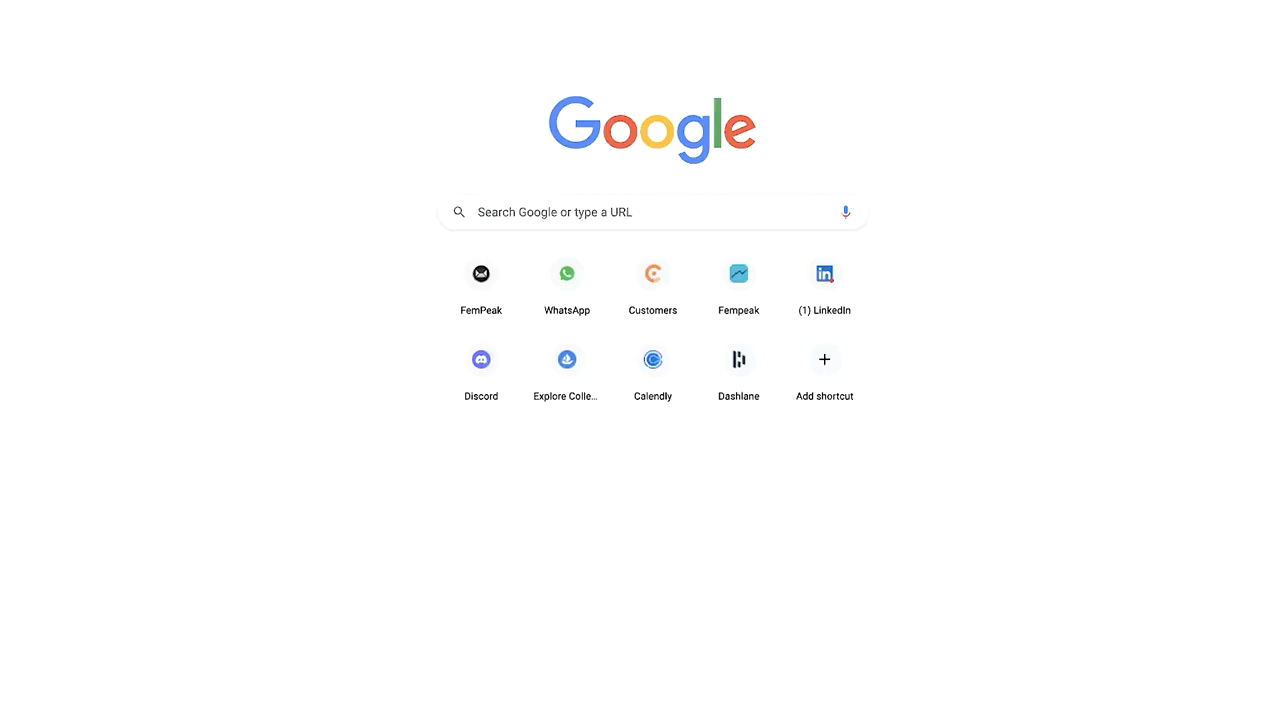 Google
Search Google or type a URL
FemPeak WhatsApp Customers Fempeak (1) LinkedIn
Discord Explore Colle... Calendly Dashlane Add shortcut